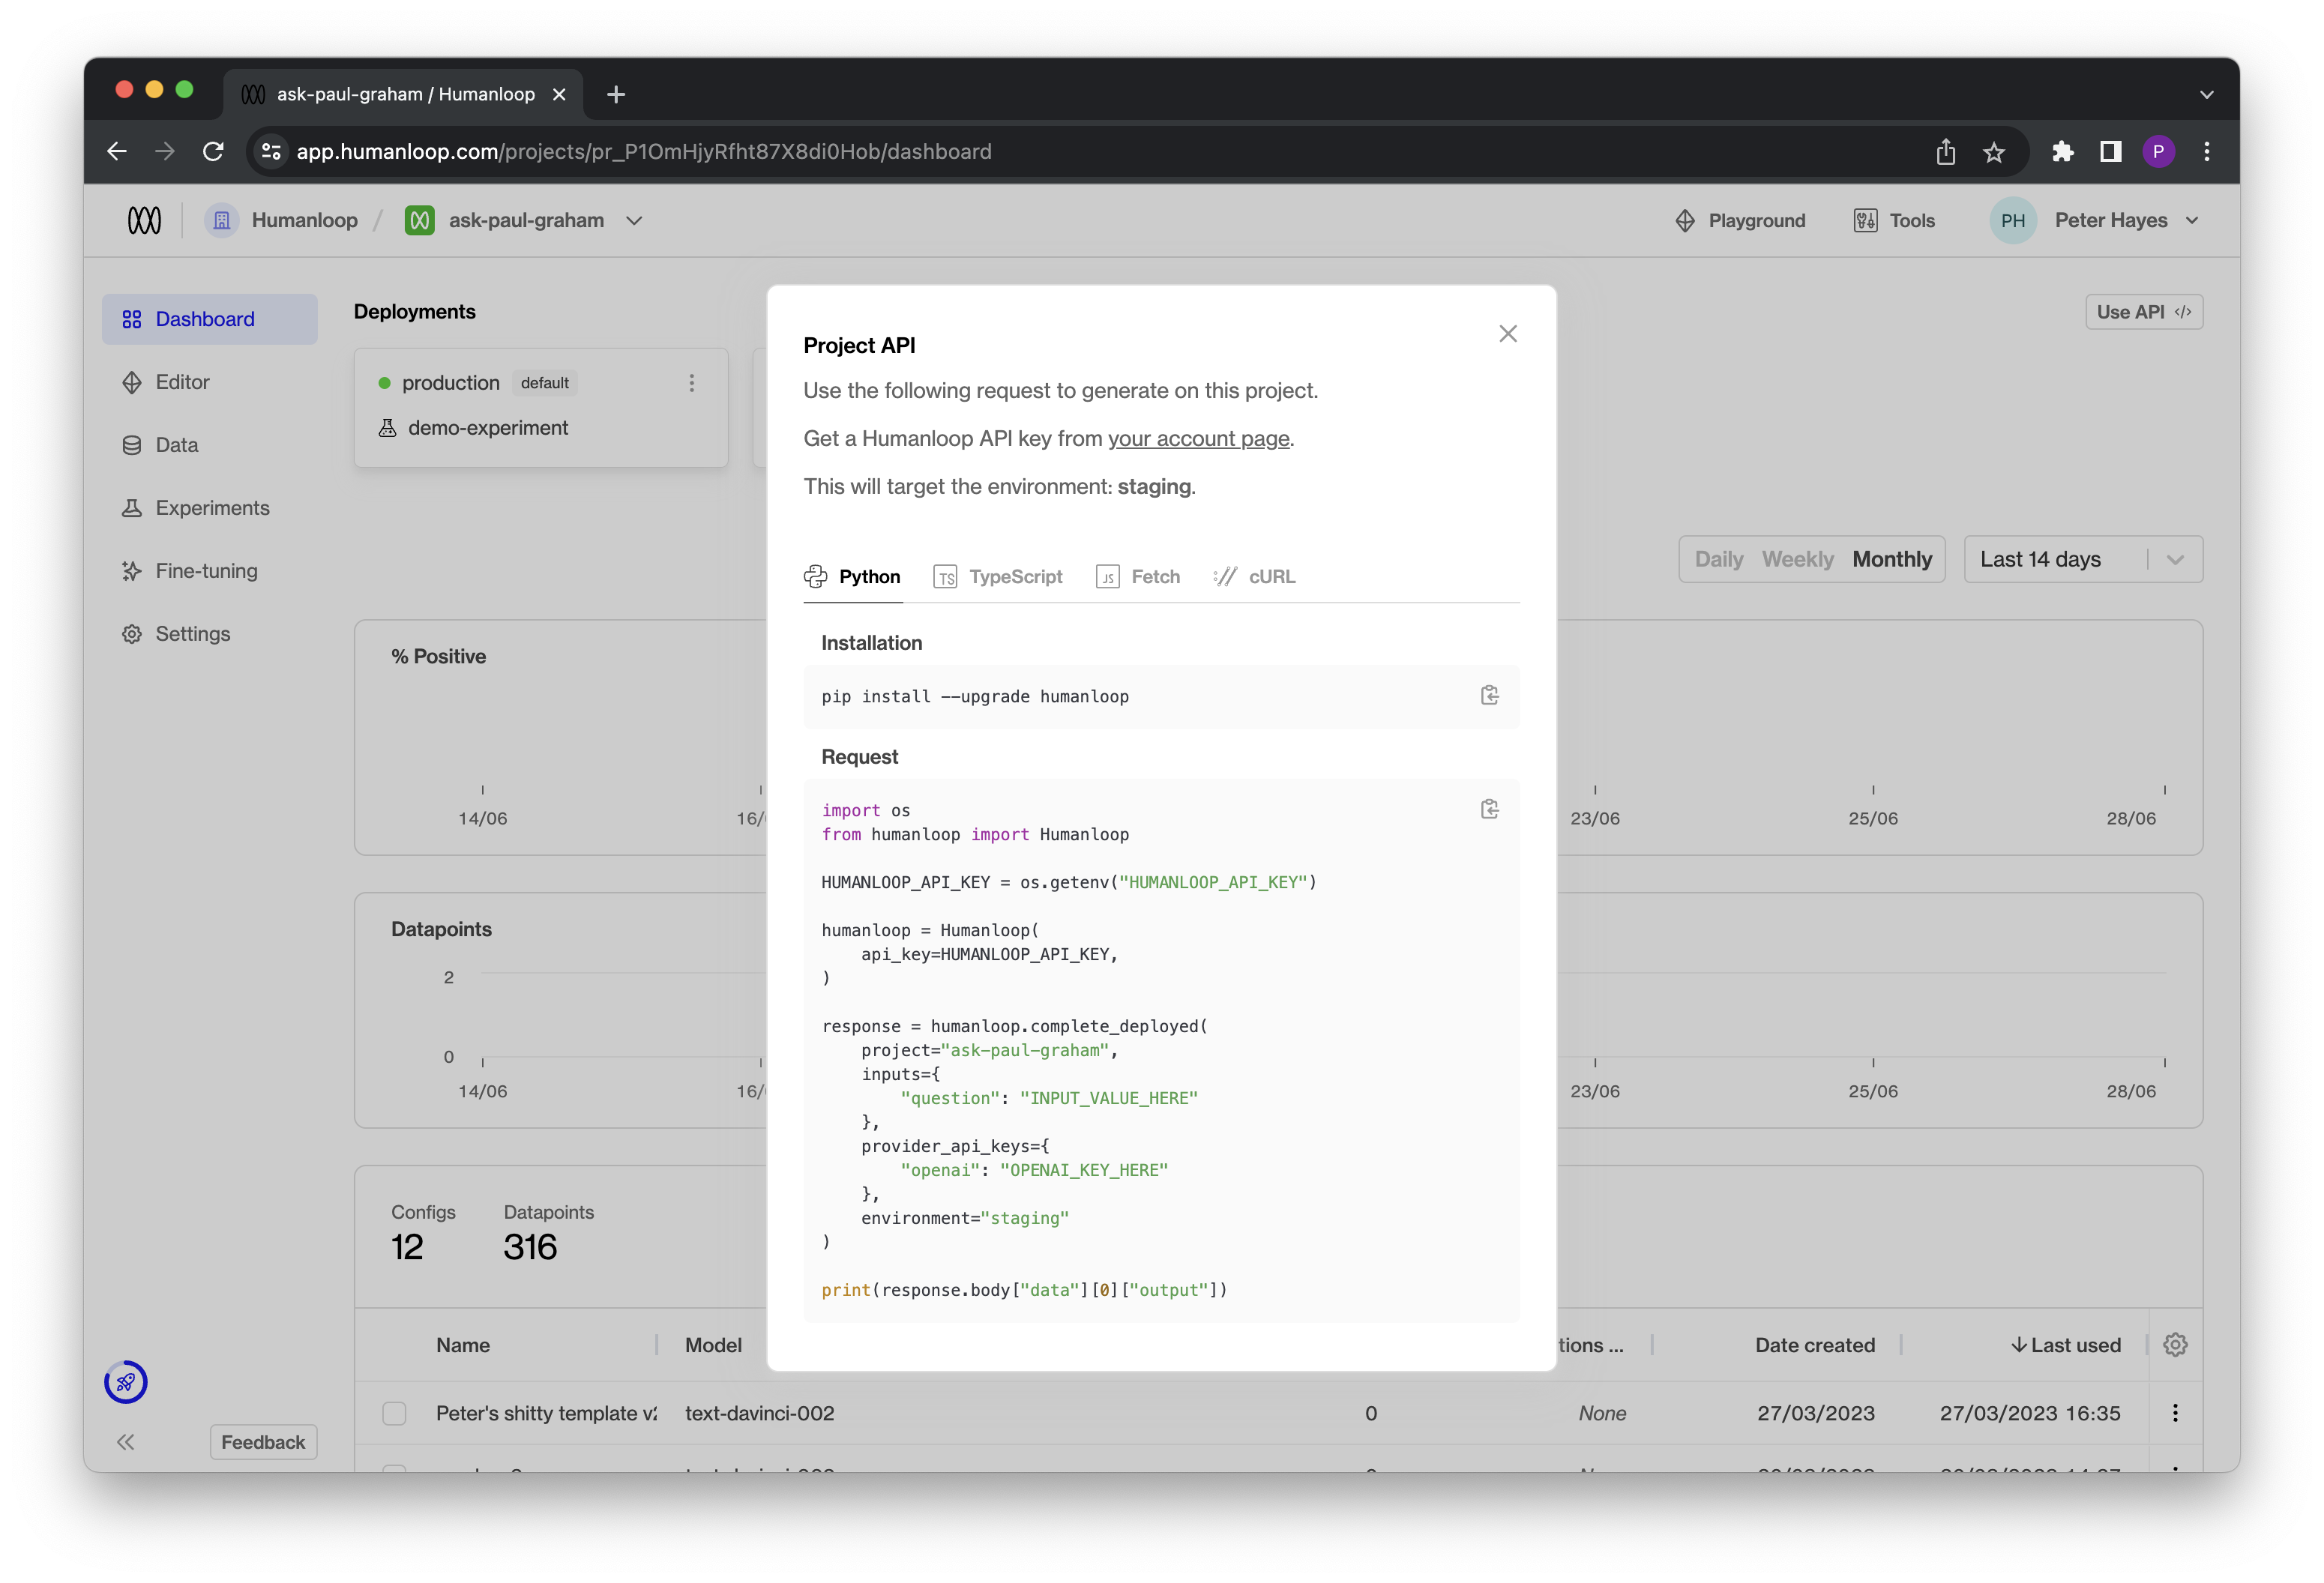 ask-paul-graham / Humanloop
app.humanloop.com/projects/pr_P1OmHjyRfht87X8di0Hob/dashboard
P
Humanloop / ask-paul-graham
Playground
Tools
PH
Peter Hayes
Dashboard
Editor
Data
Experiments
Fine-tuning
Settings
Feedback
Deployments
Use API </>
production default
demo-experiment
Daily Weekly Monthly
Last 14 days
% Positive
14/06 16/ 23/06 25/06 28/06
Datapoints
2
0
14/06 16/ 23/06 25/06 28/06
Configs Datapoints
12 316
Name Model tions ... Date created Last used
Peter's shitty template v2 text-davinci-002 0 None 27/03/2023 27/03/2023 16:35
Project API
Use the following request to generate on this project.
Get a Humanloop API key from your account page.
This will target the environment: staging.
Python TS TypeScript JS Fetch cURL
Installation
pip install --upgrade humanloop
Request
import os
from humanloop import Humanloop
HUMANLOOP_API_KEY = os.getenv("HUMANLOOP_API_KEY")
humanloop = Humanloop(
    api_key=HUMANLOOP_API_KEY,
)
response = humanloop.complete_deployed(
    project="ask-paul-graham",
    inputs={
        "question": "INPUT_VALUE_HERE"
    },
    provider_api_keys={
        "openai": "OPENAI_KEY_HERE"
    },
    environment="staging"
)
print(response.body["data"][0]["output"])